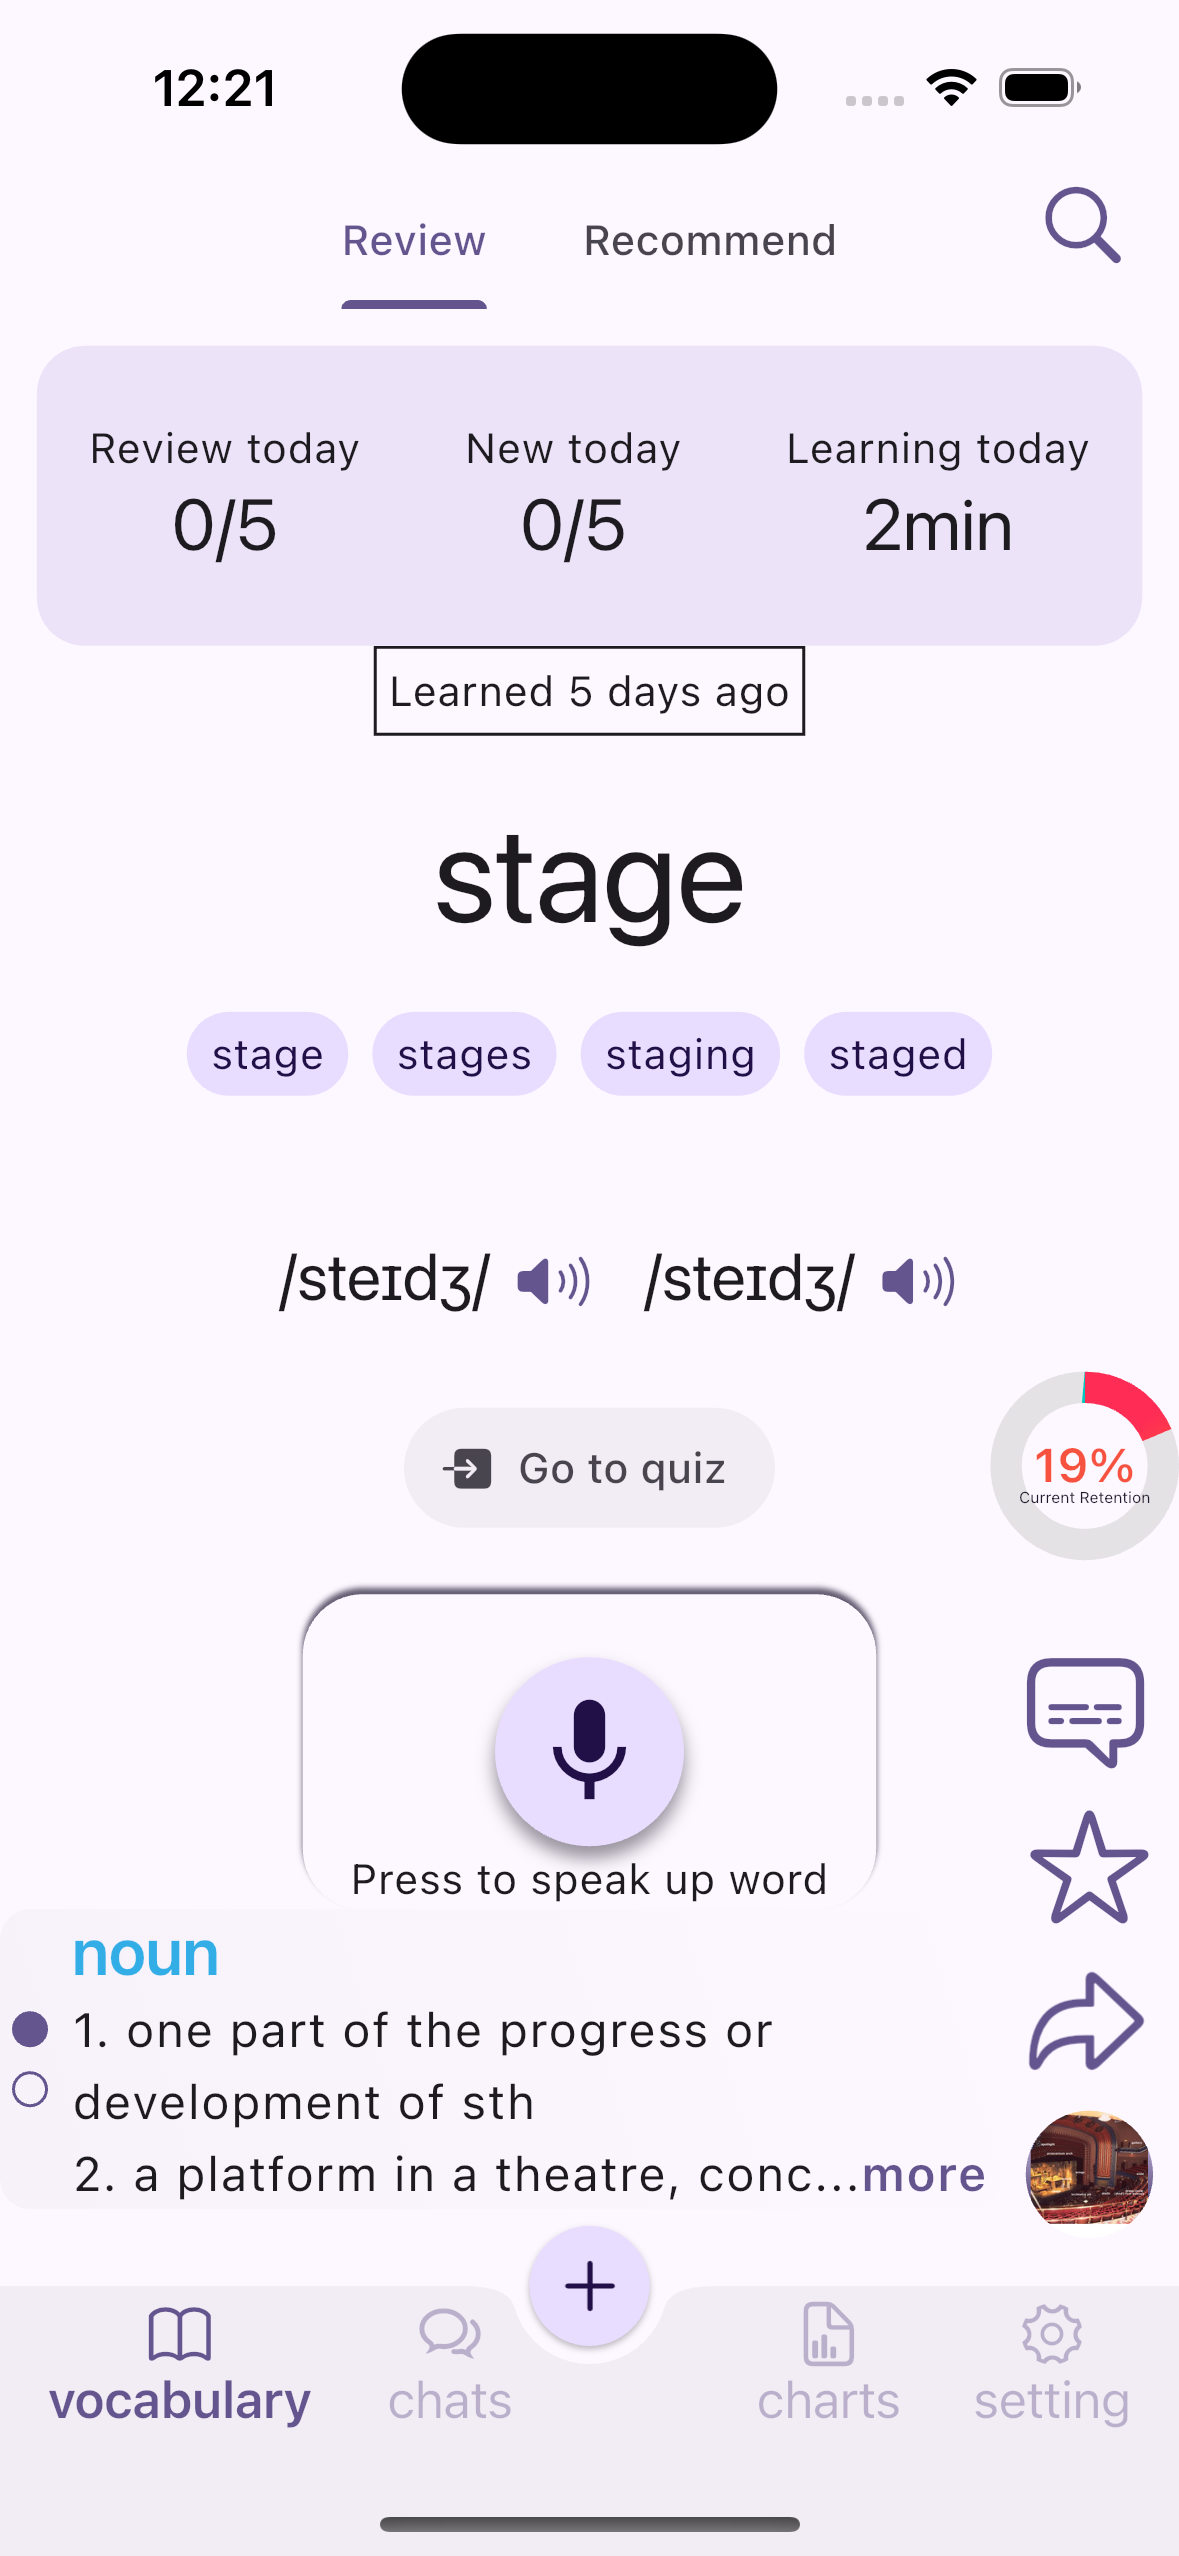 12:21
Review Recommend
Review today New today Learning today
0/5 0/5 2min
Learned 5 days ago
stage
stage stages staging staged
/steɪdʒ/ /steɪdʒ/
Go to quiz
19%
Current Retention
Press to speak up word
noun
1. one part of the progress or
development of sth
2. a platform in a theatre, conc...more
vocabulary chats charts setting